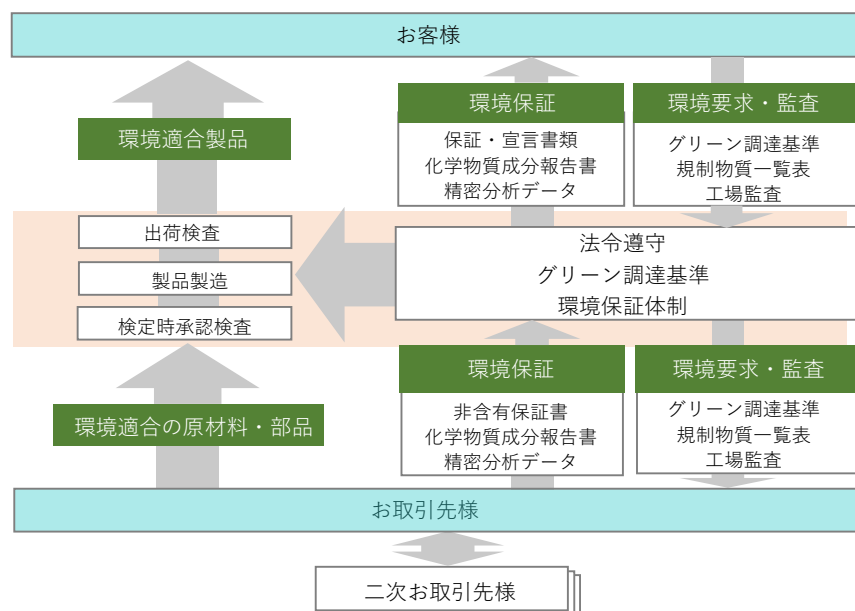 お客様
環境適合製品
環境保証
保証・宣言書類
化学物質成分報告書
精密分析データ
環境要求・監査
グリーン調達基準
規制物質一覧表
工場監査
出荷検査
製品製造
検定時承認検査
法令遵守
グリーン調達基準
環境保証体制
環境適合の原材料・部品
環境保証
非含有保証書
化学物質成分報告書
精密分析データ
環境要求・監査
グリーン調達基準
規制物質一覧表
工場監査
お取引先様
二次お取引先様